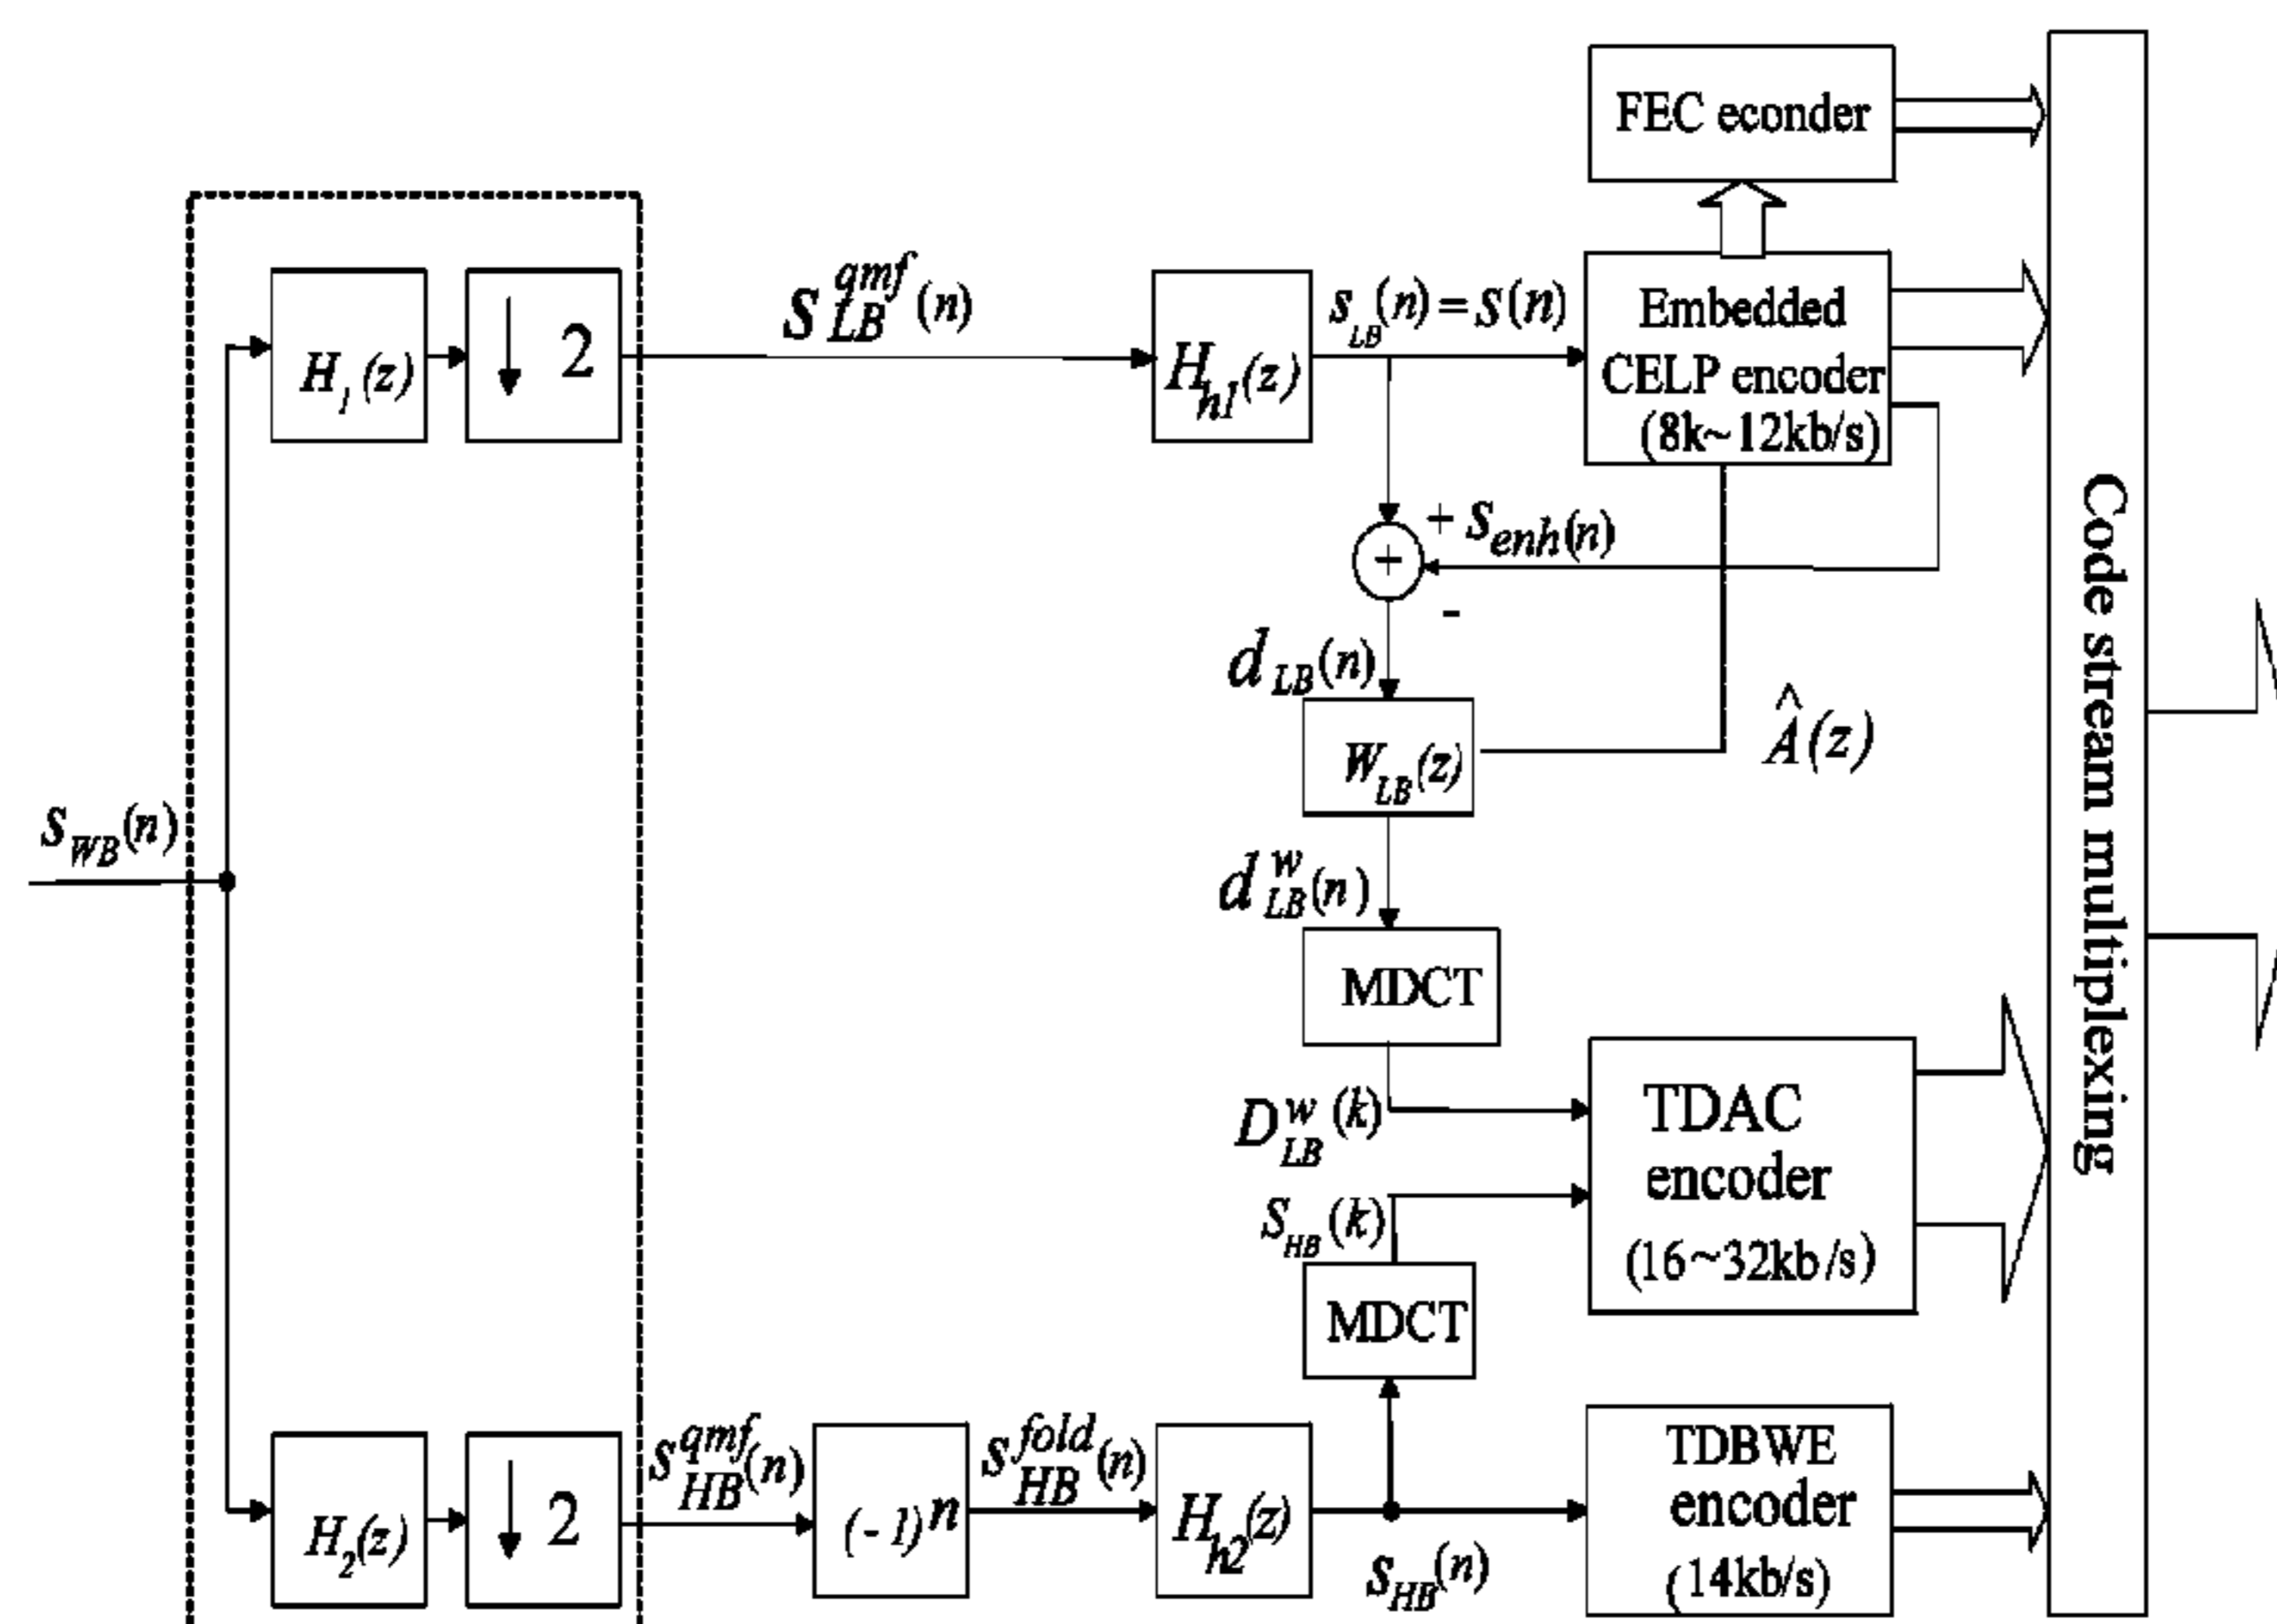 FEC econder
s_LB(n) = s(n)
s_LB^qmf(n)
H_1(z)
↓ 2
H_h1(z)
Embedded
CELP encoder
(8k~12kb/s)
+ s_enh(n)
+
-
d_LB(n)
W_LB(z)
Â(z)
s_WB(n)
d_LB^w(n)
MDCT
D_LB^w(k)
TDAC
encoder
(16~32kb/s)
S_HB(k)
MDCT
H_2(z)
↓ 2
s_HB^qmf(n)
(-1)^n
s_HB^fold(n)
H_h2(z)
s_HB(n)
TDBWE
encoder
(14kb/s)
Code stream multiplexing